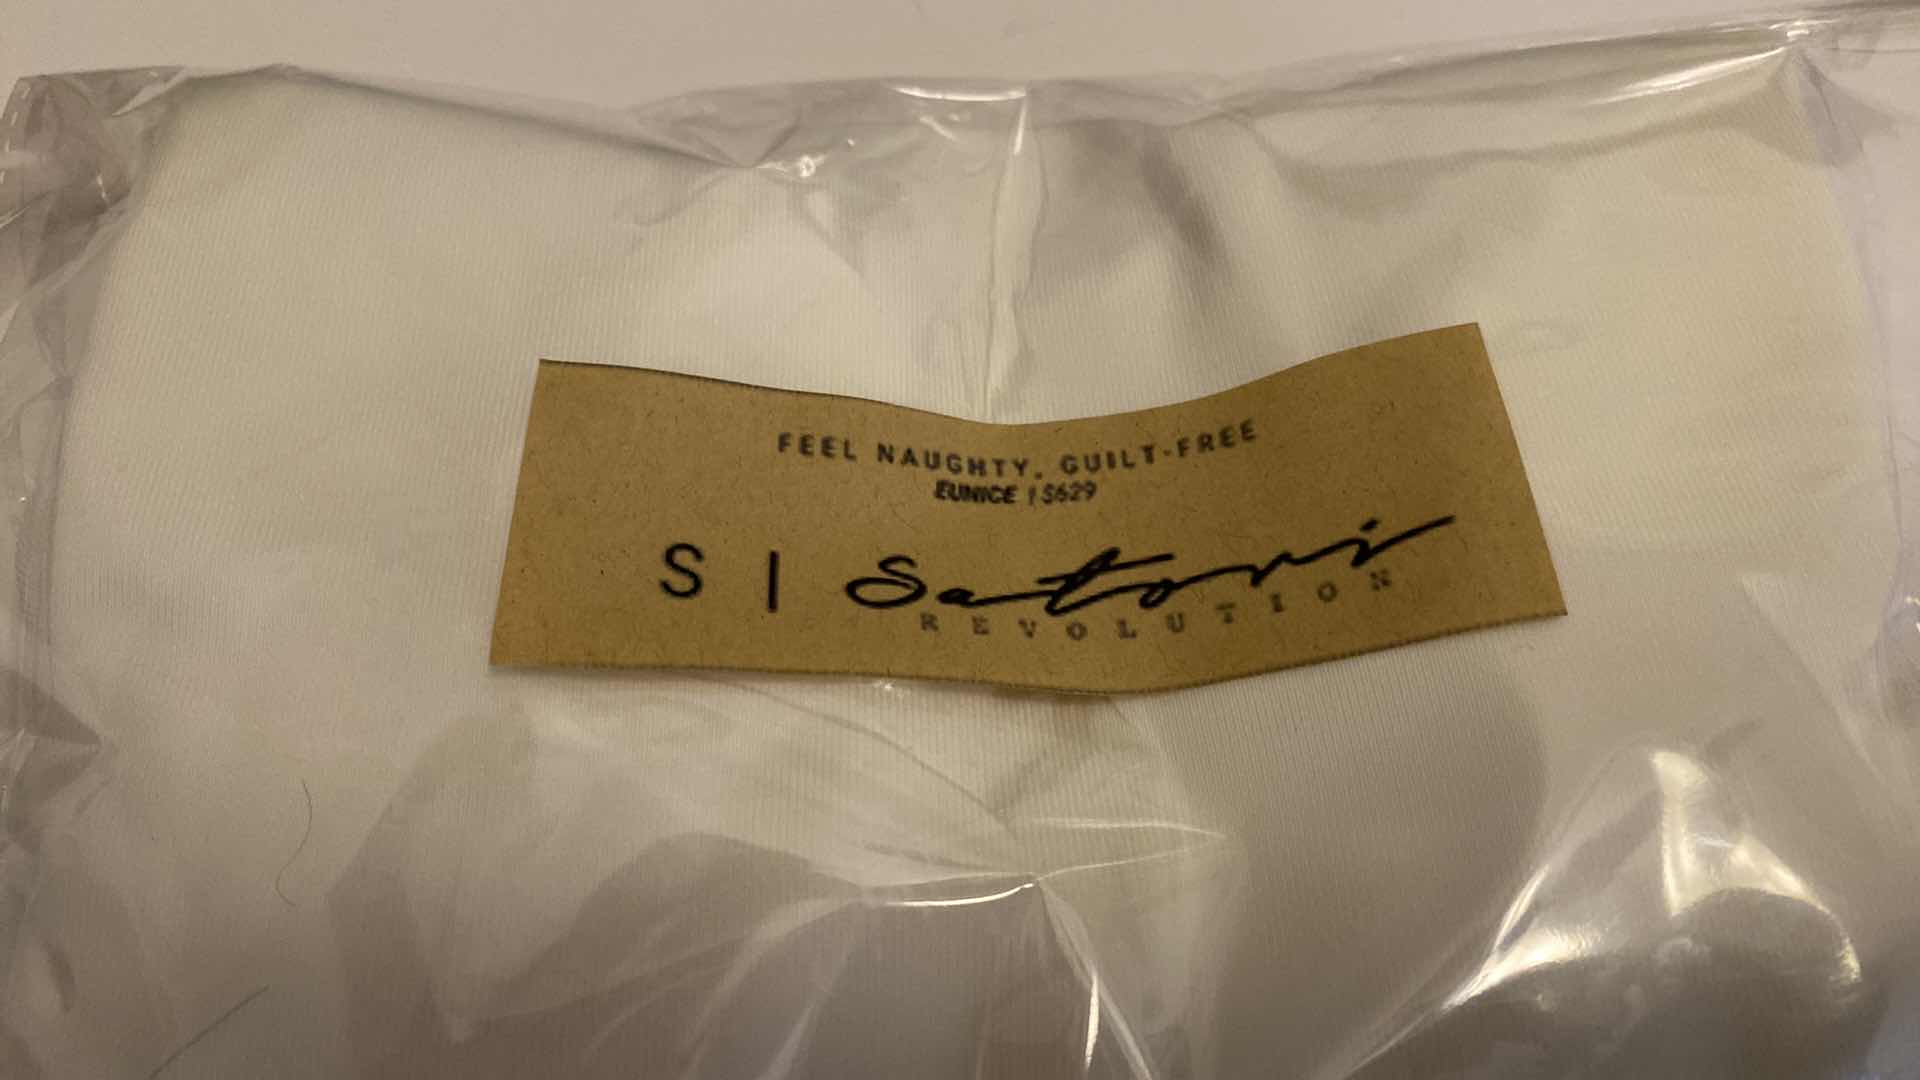 FEEL NAUGHTY, GUILT-FREE
EUNICE | S629
S | Satori
REVOLUTION